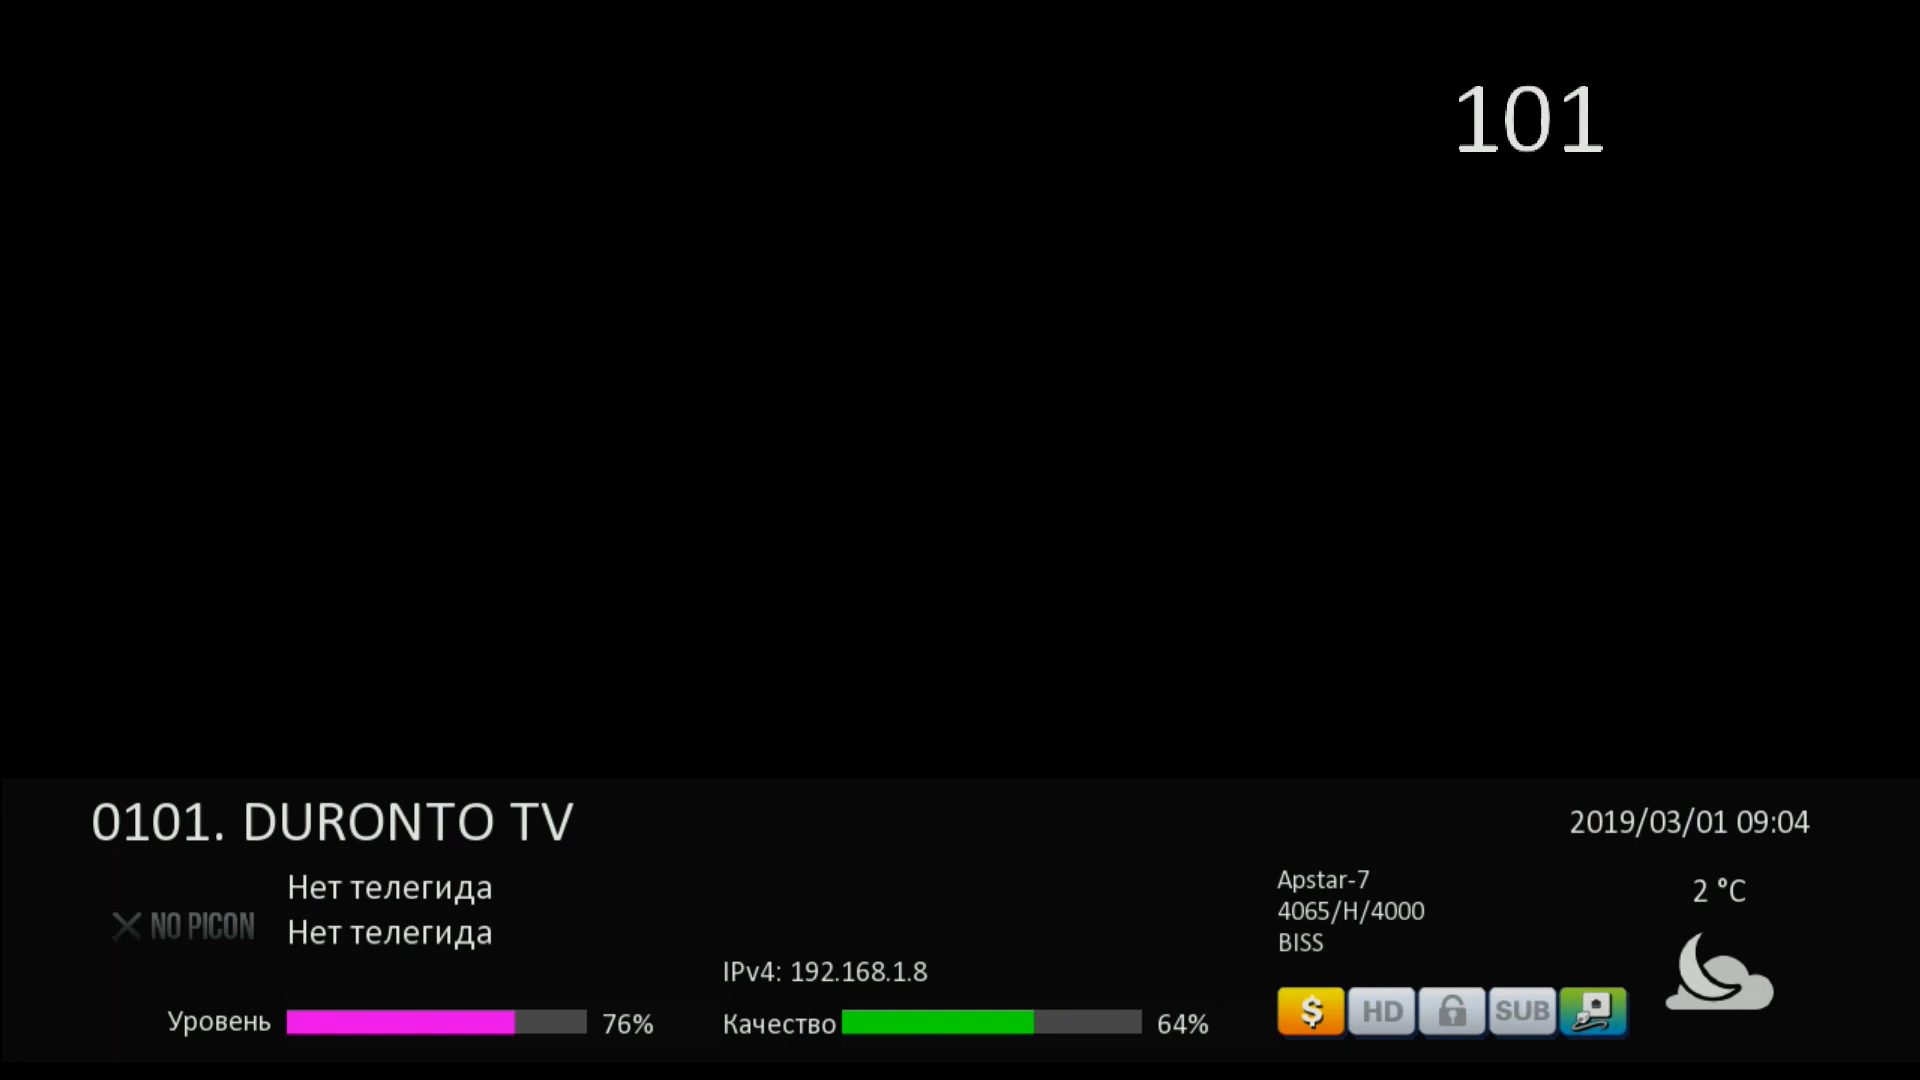 101
0101. DURONTO TV
2019/03/01 09:04
Нет телегида
Нет телегида
NO PICON
Apstar-7
4065/H/4000
BISS
2 °C
IPv4: 192.168.1.8
Уровень 76%
Качество 64%
$ HD SUB